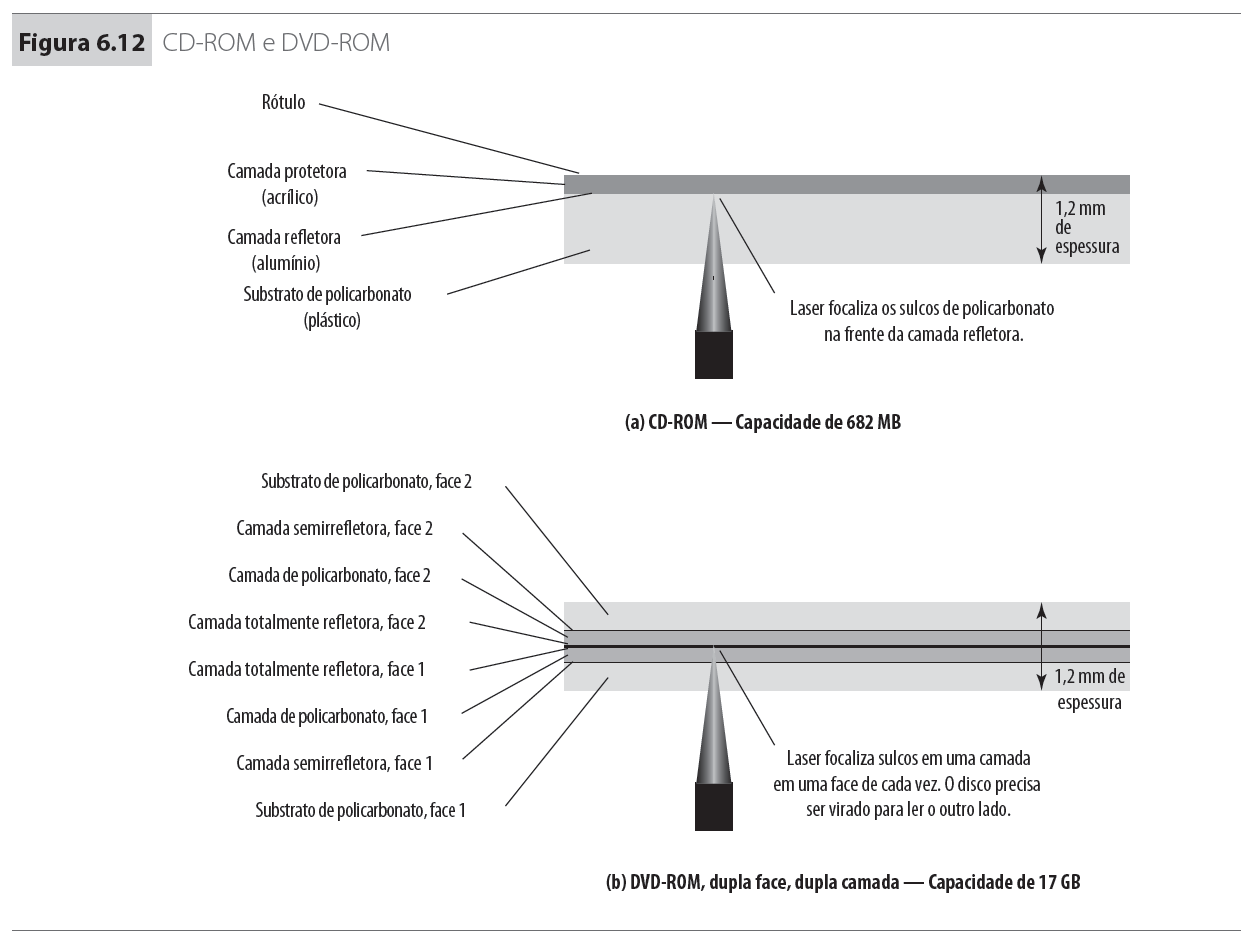 Figura 6.12 CD-ROM e DVD-ROM
Rótulo
Camada protetora
(acrílico)
Camada refletora
(alumínio)
Substrato de policarbonato
(plástico)
1,2 mm
de
espessura
Laser focaliza os sulcos de policarbonato
na frente da camada refletora.
(a) CD-ROM — Capacidade de 682 MB
Substrato de policarbonato, face 2
Camada semirrefletora, face 2
Camada de policarbonato, face 2
Camada totalmente refletora, face 2
Camada totalmente refletora, face 1
Camada de policarbonato, face 1
Camada semirrefletora, face 1
Substrato de policarbonato, face 1
1,2 mm de
espessura
Laser focaliza sulcos em uma camada
em uma face de cada vez. O disco precisa
ser virado para ler o outro lado.
(b) DVD-ROM, dupla face, dupla camada — Capacidade de 17 GB